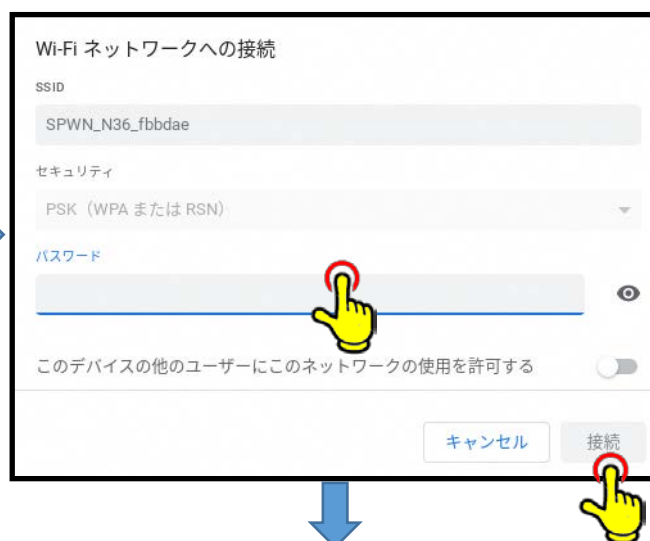 Wi-Fi ネットワークへの接続
SSID
SPWN_N36_fbbdae
セキュリティ
PSK（WPA または RSN）
パスワード
このデバイスの他のユーザーにこのネットワークの使用を許可する
キャンセル
接続